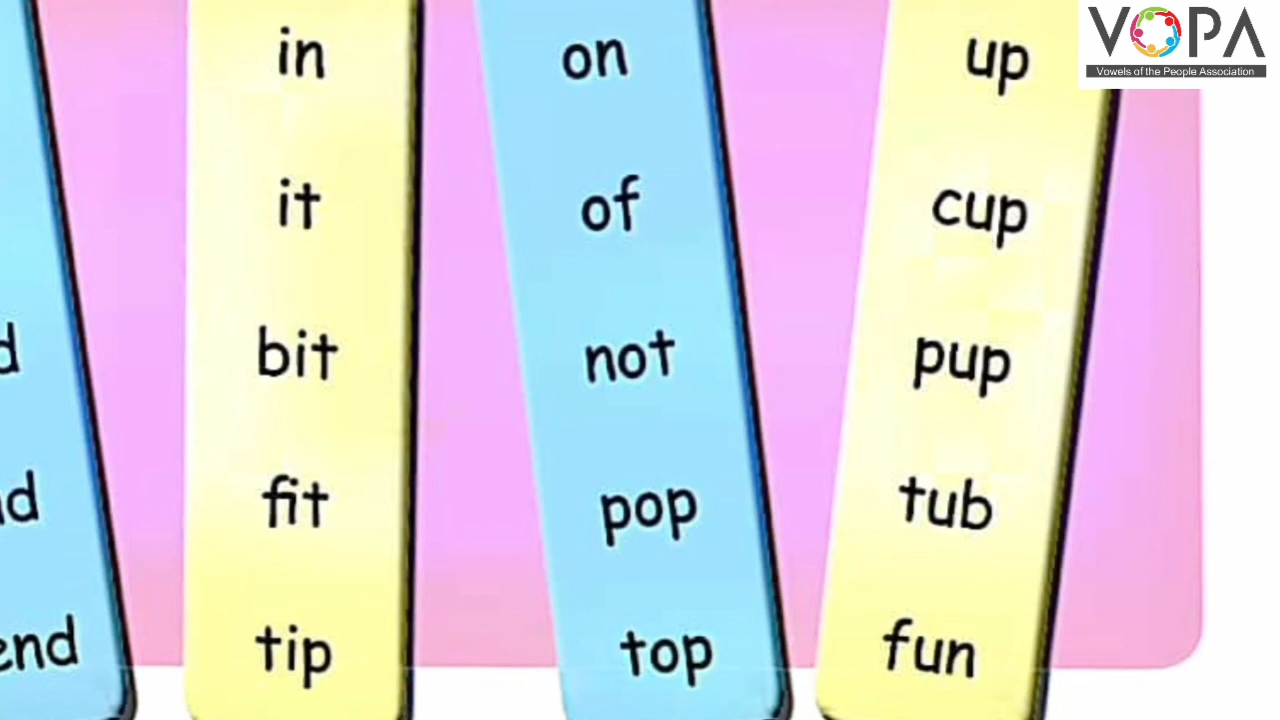 VOPA
Vowels of the People Association
in
it
bit
fit
tip
on
of
not
pop
top
up
cup
pup
tub
fun